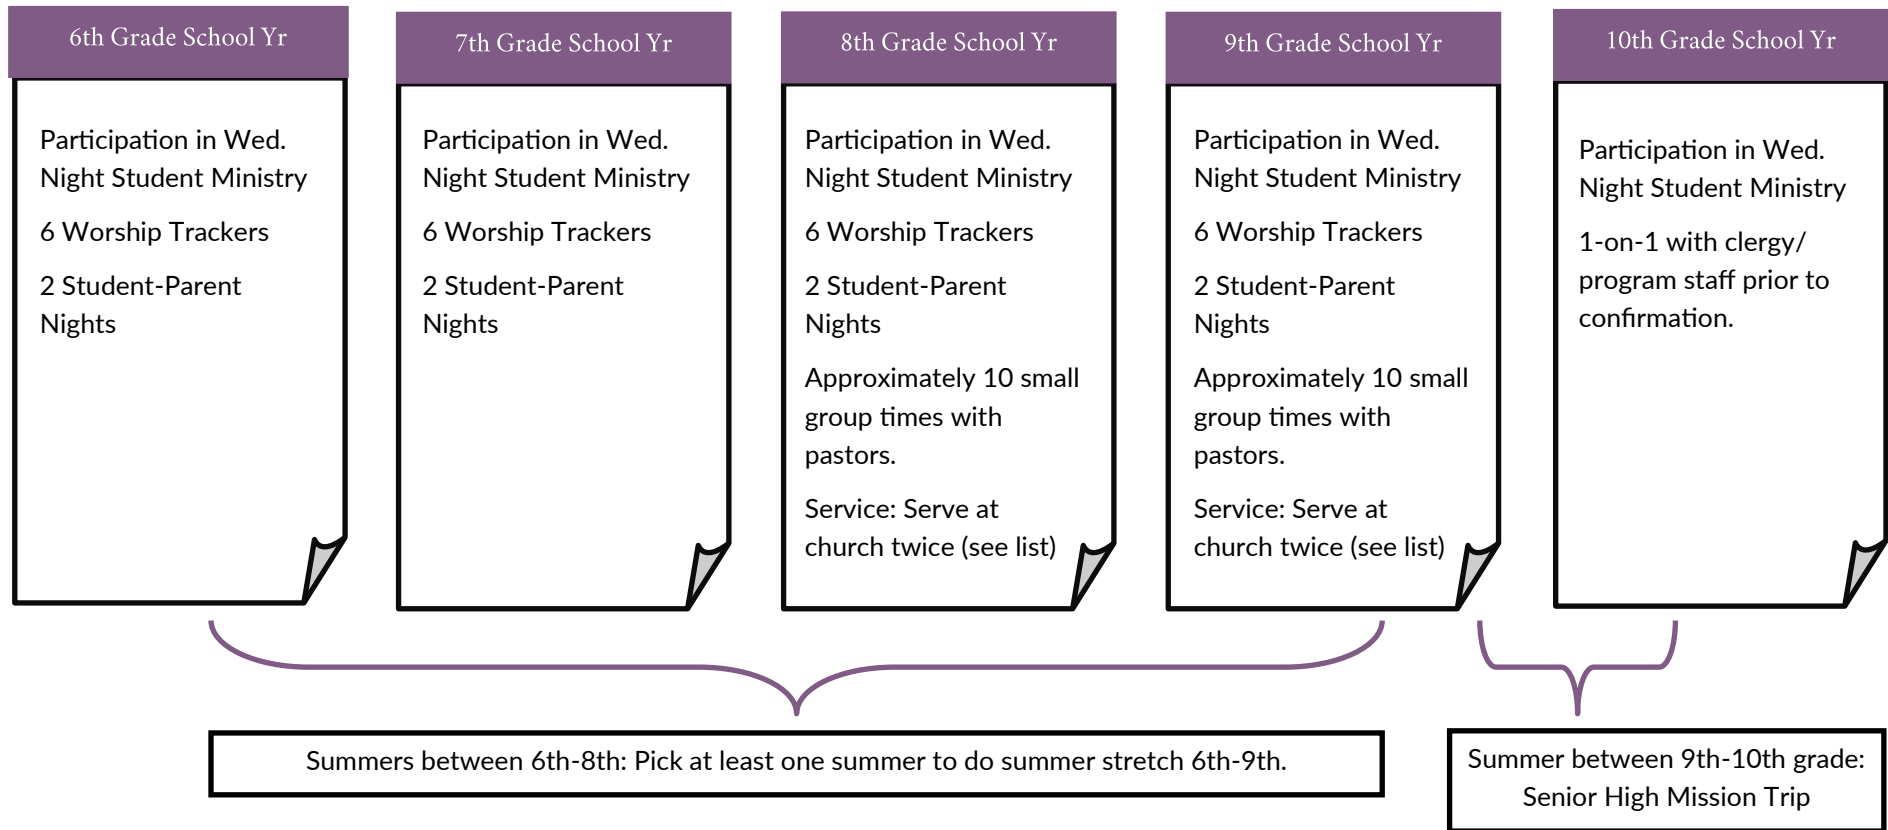 6th Grade School Yr
Participation in Wed.
Night Student Ministry
6 Worship Trackers
2 Student-Parent
Nights
7th Grade School Yr
Participation in Wed.
Night Student Ministry
6 Worship Trackers
2 Student-Parent
Nights
8th Grade School Yr
Participation in Wed.
Night Student Ministry
6 Worship Trackers
2 Student-Parent
Nights
Approximately 10 small
group times with
pastors.
Service: Serve at
church twice (see list)
9th Grade School Yr
Participation in Wed.
Night Student Ministry
6 Worship Trackers
2 Student-Parent
Nights
Approximately 10 small
group times with
pastors.
Service: Serve at
church twice (see list)
10th Grade School Yr
Participation in Wed.
Night Student Ministry
1-on-1 with clergy/
program staff prior to
confirmation.
Summers between 6th-8th: Pick at least one summer to do summer stretch 6th-9th.
Summer between 9th-10th grade:
Senior High Mission Trip